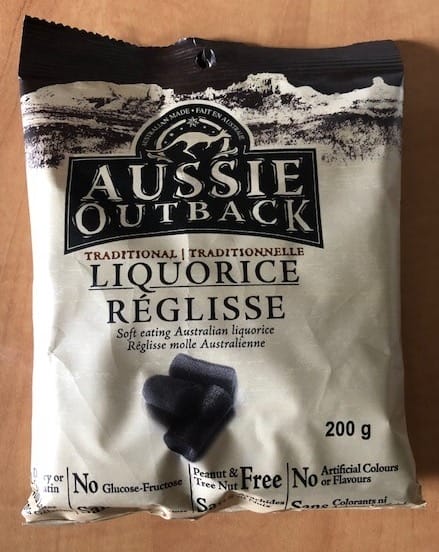 AUSTRALIAN MADE • FAIT EN AUSTRALIE
AUSSIE
OUTBACK
TRADITIONAL | TRADITIONNELLE
LIQUORICE
RÉGLISSE
Soft eating Australian liquorice
Réglisse molle Australienne
200 g
or
No Glucose-Fructose
Peanut &
Tree Nut Free
No Artificial Colours
or Flavours
Sans Colorants ni